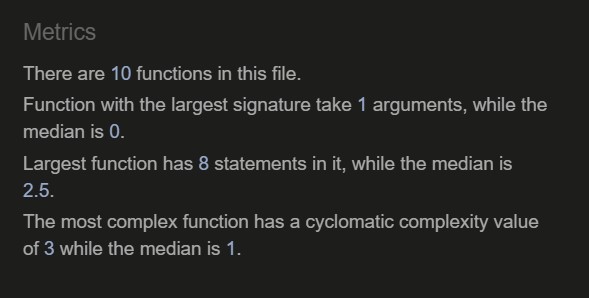 Metrics
There are 10 functions in this file.
Function with the largest signature take 1 arguments, while the
median is 0.
Largest function has 8 statements in it, while the median is
2.5.
The most complex function has a cyclomatic complexity value
of 3 while the median is 1.